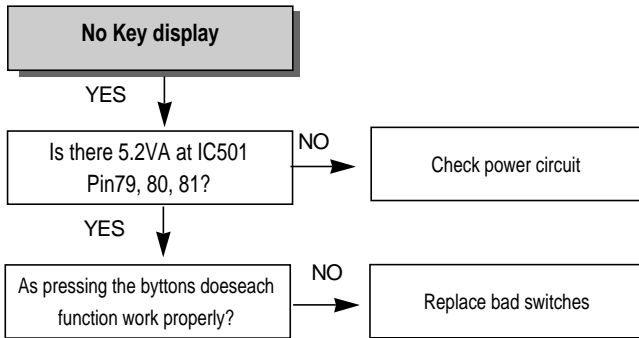 No Key display
YES
Is there 5.2VA at IC501
Pin79, 80, 81?
NO
Check power circuit
YES
As pressing the byttons doeseach
function work properly?
NO
Replace bad switches